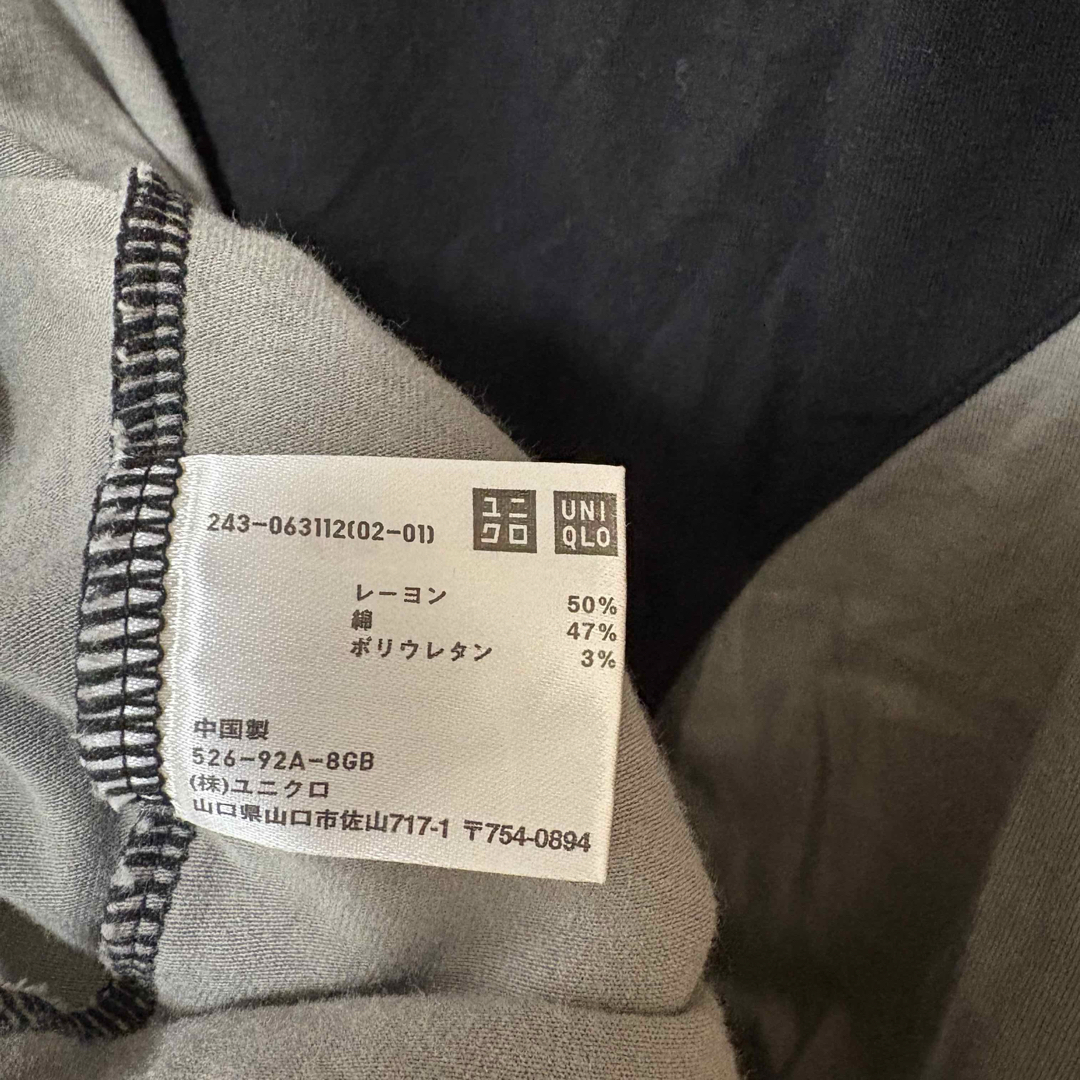 243-063112(02-01)
ユニクロ
UNIQLO
レーヨン 50%
綿 47%
ポリウレタン 3%
中国製
526-92A-8GB
(株)ユニクロ
山口県山口市佐山717-1 〒754-0894